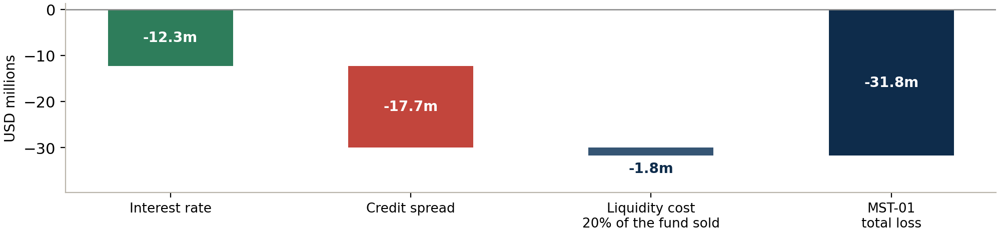 USD millions
0
−10
−20
−30
-12.3m
-17.7m
-1.8m
-31.8m
Interest rate
Credit spread
Liquidity cost
20% of the fund sold
MST-01
total loss